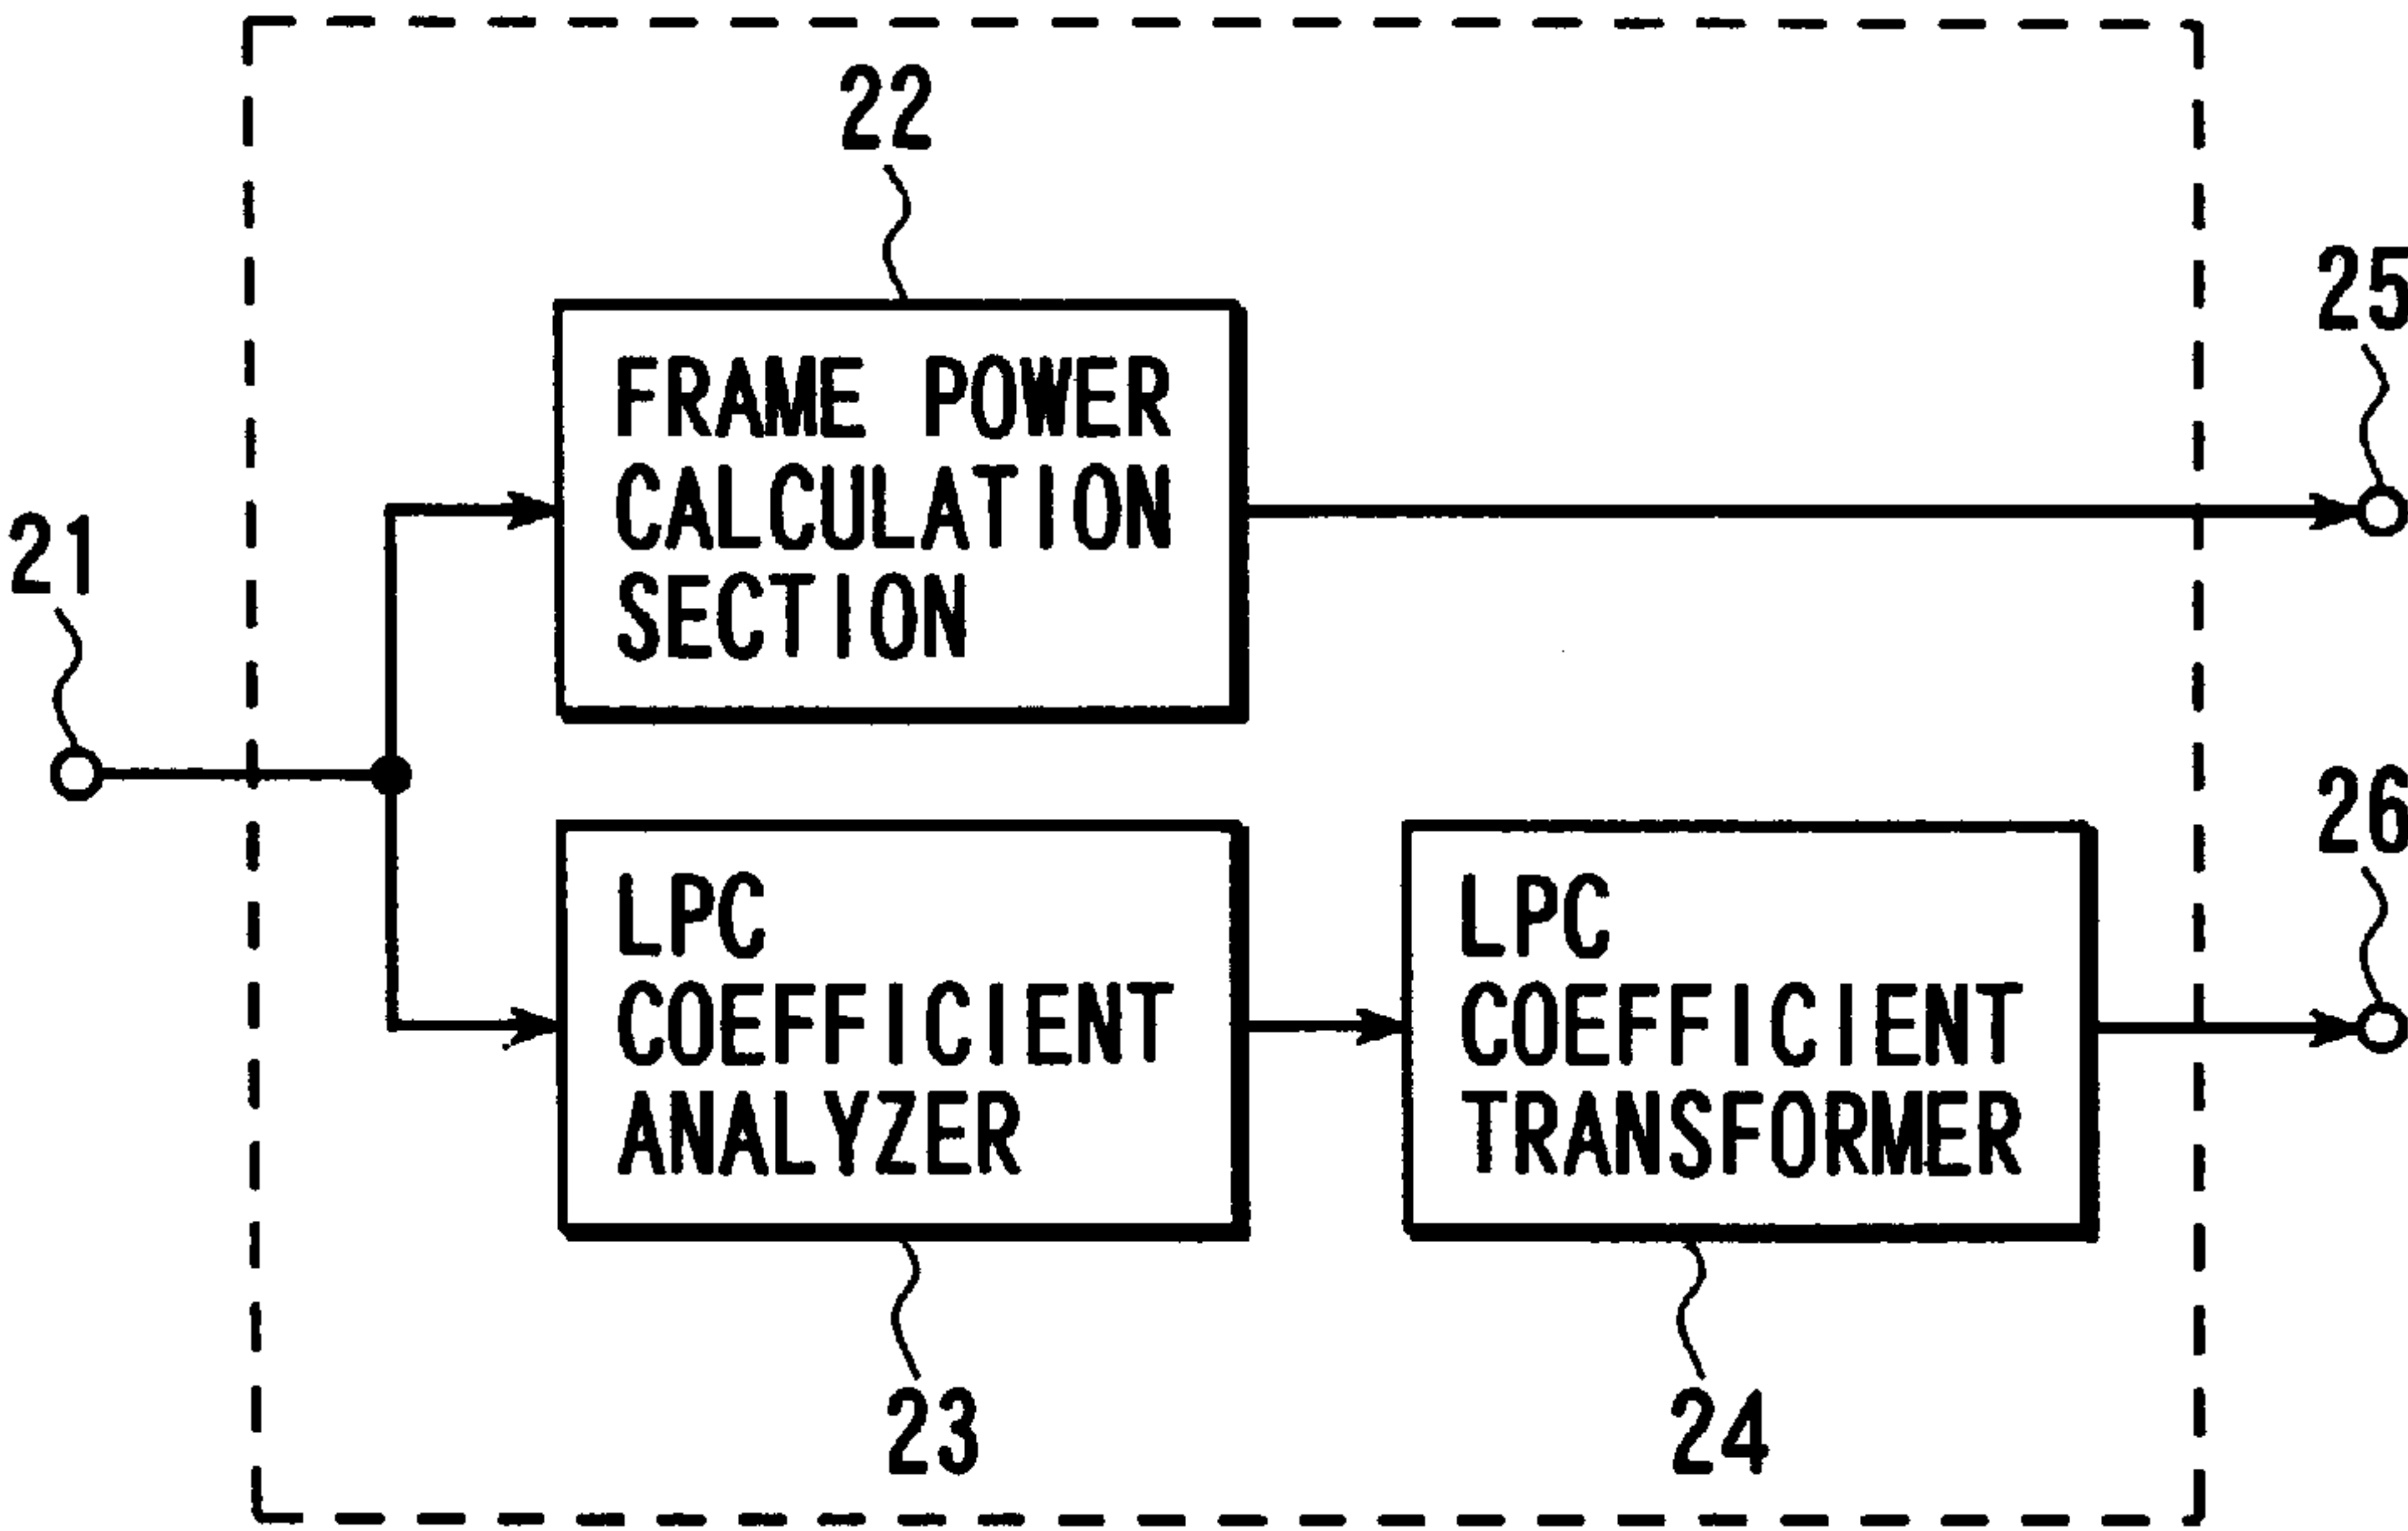 22
25
FRAME POWER
CALCULATION
SECTION
21
26
LPC
COEFFICIENT
ANALYZER
LPC
COEFFICIENT
TRANSFORMER
23
24